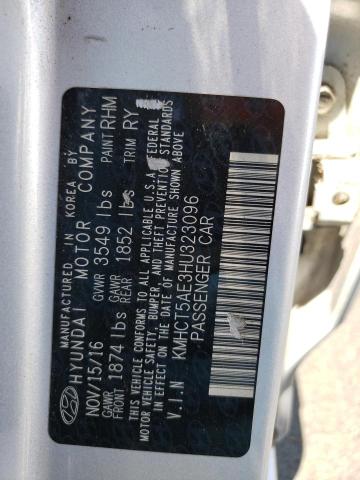 MANUFACTURED IN KOREA BY
HYUNDAI MOTOR COMPANY
NOV/15/16 GVWR 3549 lbs PAINT RHM
GAWR FRONT 1874 lbs GAWR REAR 1852 lbs TRIM RY
THIS VEHICLE CONFORMS TO ALL APPLICABLE U.S.A FEDERAL
MOTOR VEHICLE SAFETY, BUMPER, AND THEFT PREVENTION STANDARDS
IN EFFECT ON THE DATE OF MANUFACTURE SHOWN ABOVE
V.I.N KMHCT5AE3HU323096
PASSENGER CAR